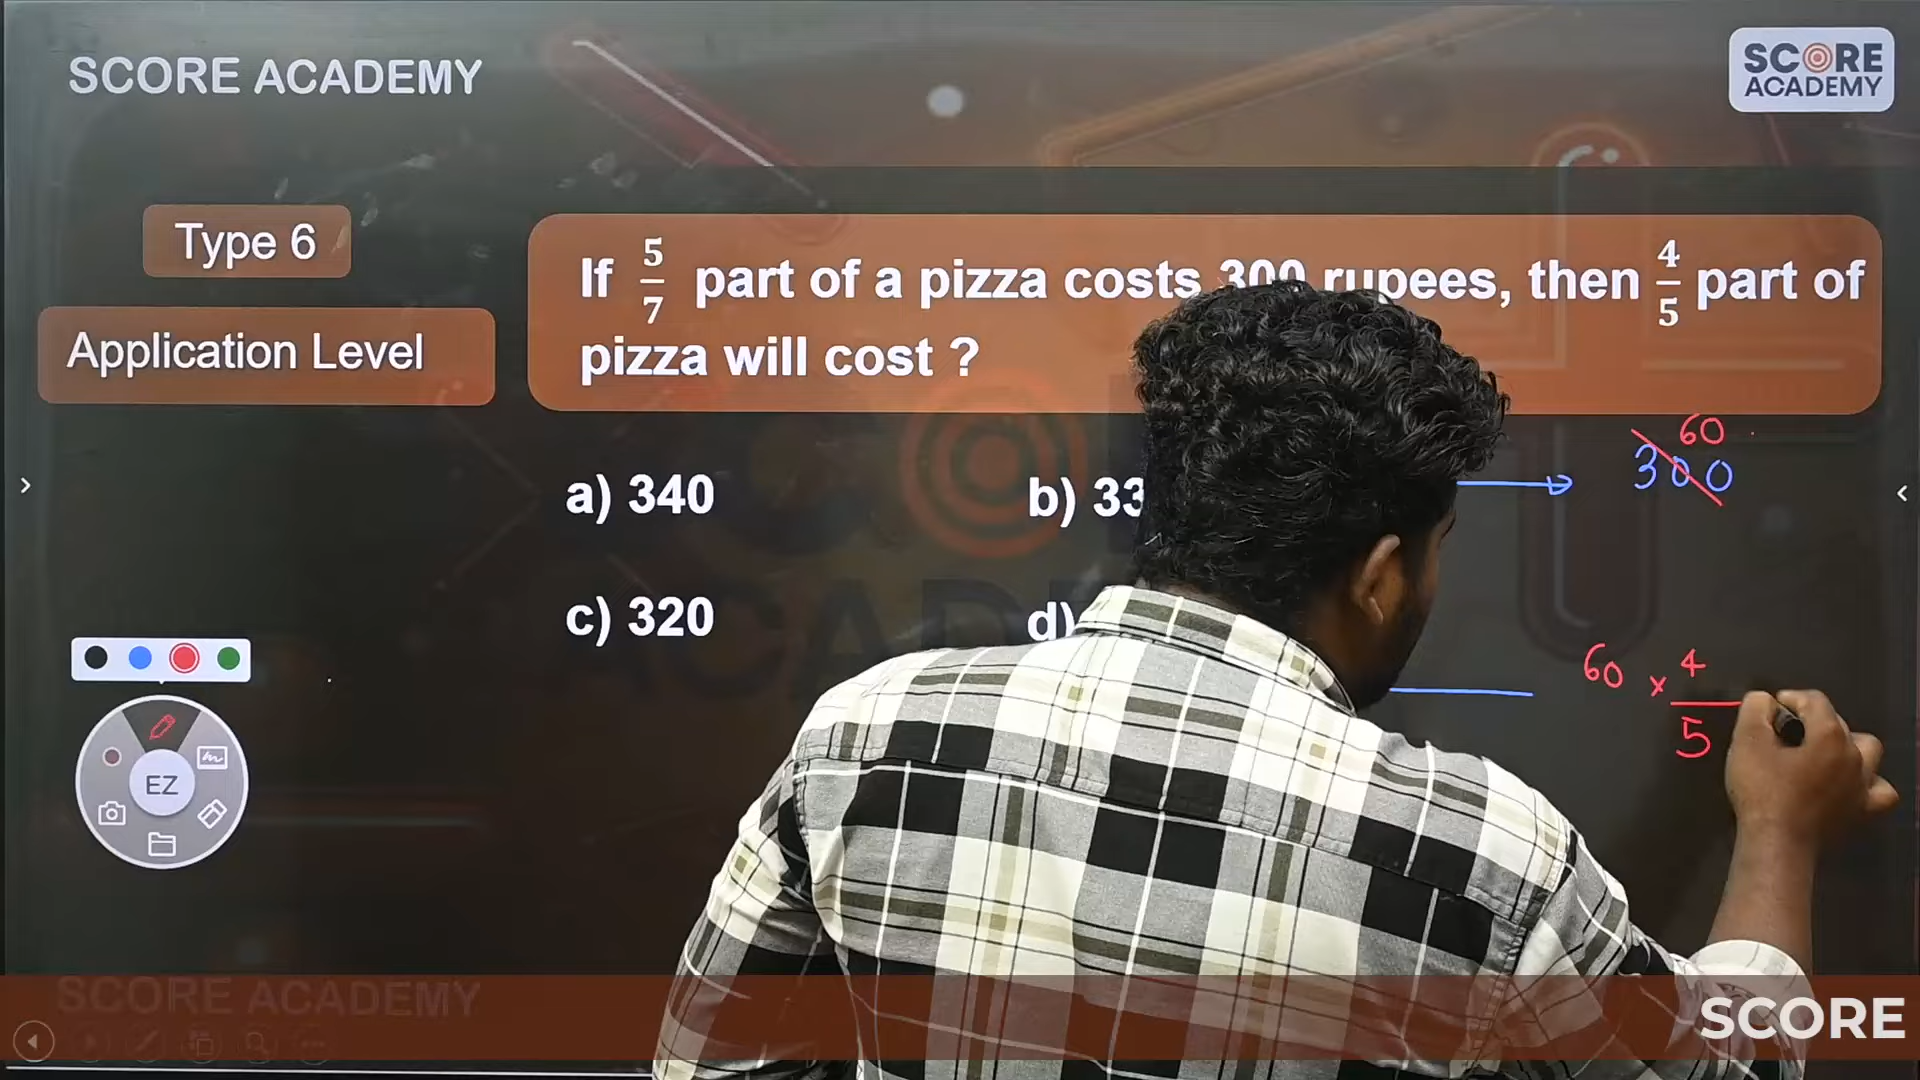 SCORE ACADEMY
SCORE
ACADEMY
Type 6
Application Level
If 5/7 part of a pizza costs 300 rupees, then 4/5 part of
pizza will cost ?
a) 340
b) 33
c) 320
d)
60
300
60 × 4/5
EZ
SCORE ACADEMY
SCORE